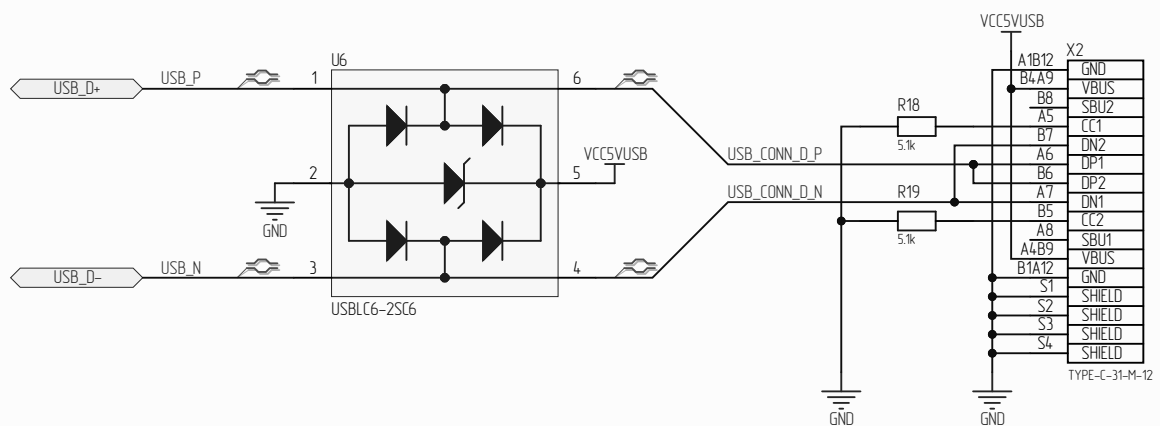 VCC5VUSB
U6
X2
USB_D+
USB_P
1
6
A1B12
GND
B4A9
VBUS
B8
SBU2
R18
A5
CC1
5.1k
B7
DN2
VCC5VUSB
USB_CONN_D_P
A6
DP1
2
5
B6
DP2
USB_CONN_D_N
R19
A7
DN1
GND
B5
CC2
5.1k
A8
SBU1
A4B9
VBUS
USB_D-
USB_N
3
4
B1A12
GND
S1
SHIELD
USBLC6-2SC6
S2
SHIELD
S3
SHIELD
S4
SHIELD
TYPE-C-31-M-12
GND
GND